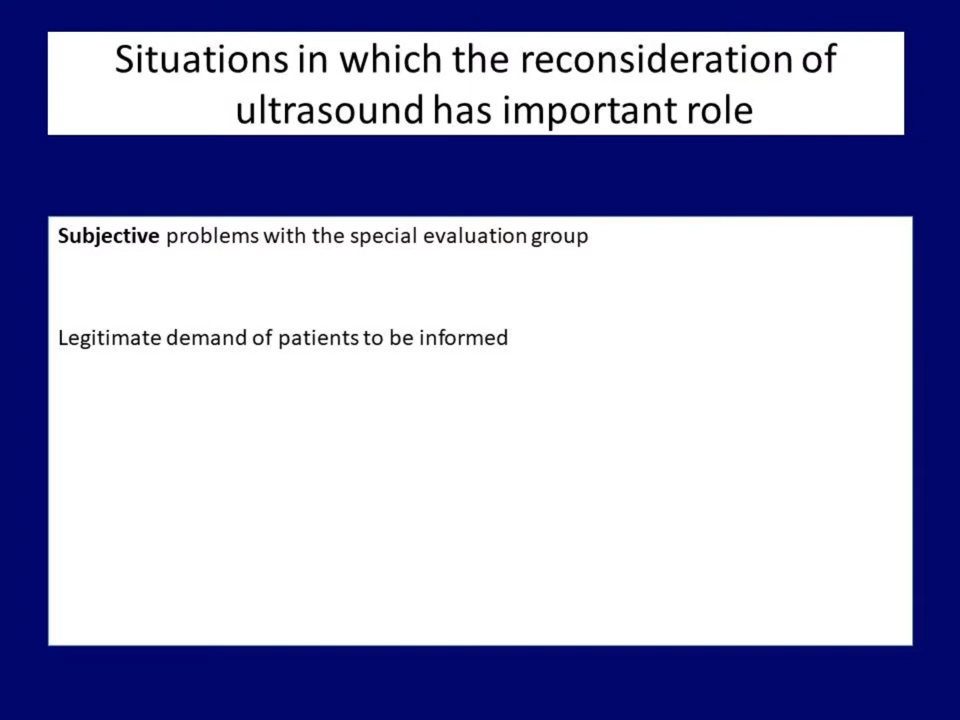 Situations in which the reconsideration of
ultrasound has important role
Subjective problems with the special evaluation group
Legitimate demand of patients to be informed